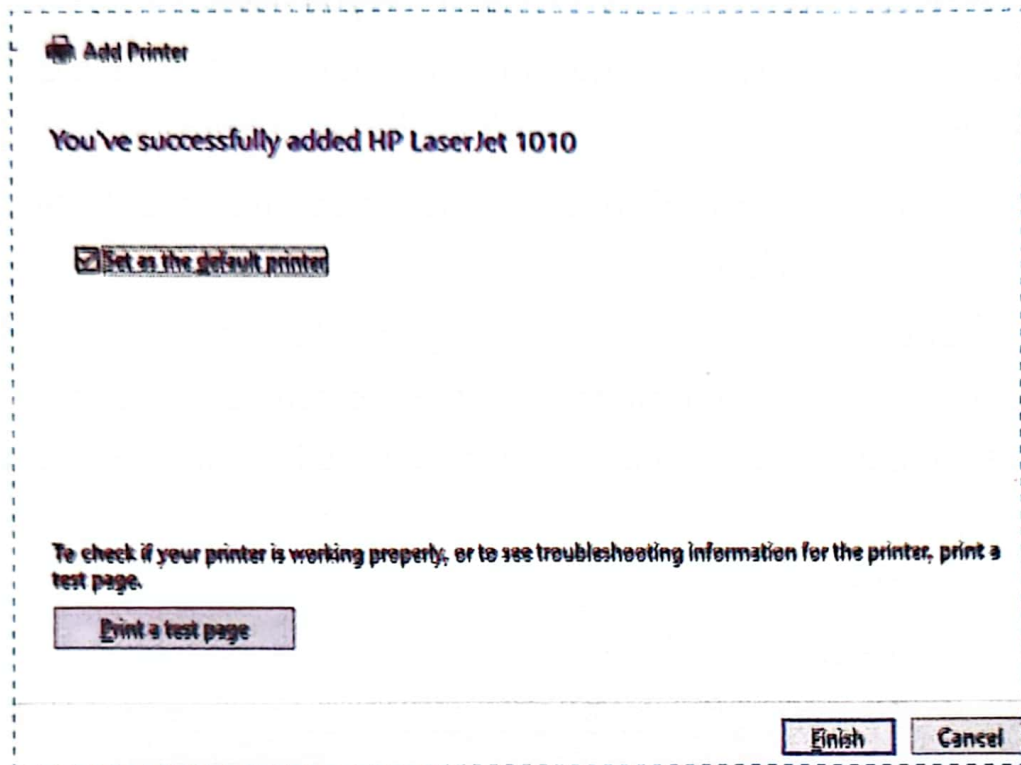 Add Printer
You've successfully added HP LaserJet 1010
Set as the default printer
To check if your printer is working properly, or to see troubleshooting information for the printer, print a
test page.
Print a test page
Finish
Cancel